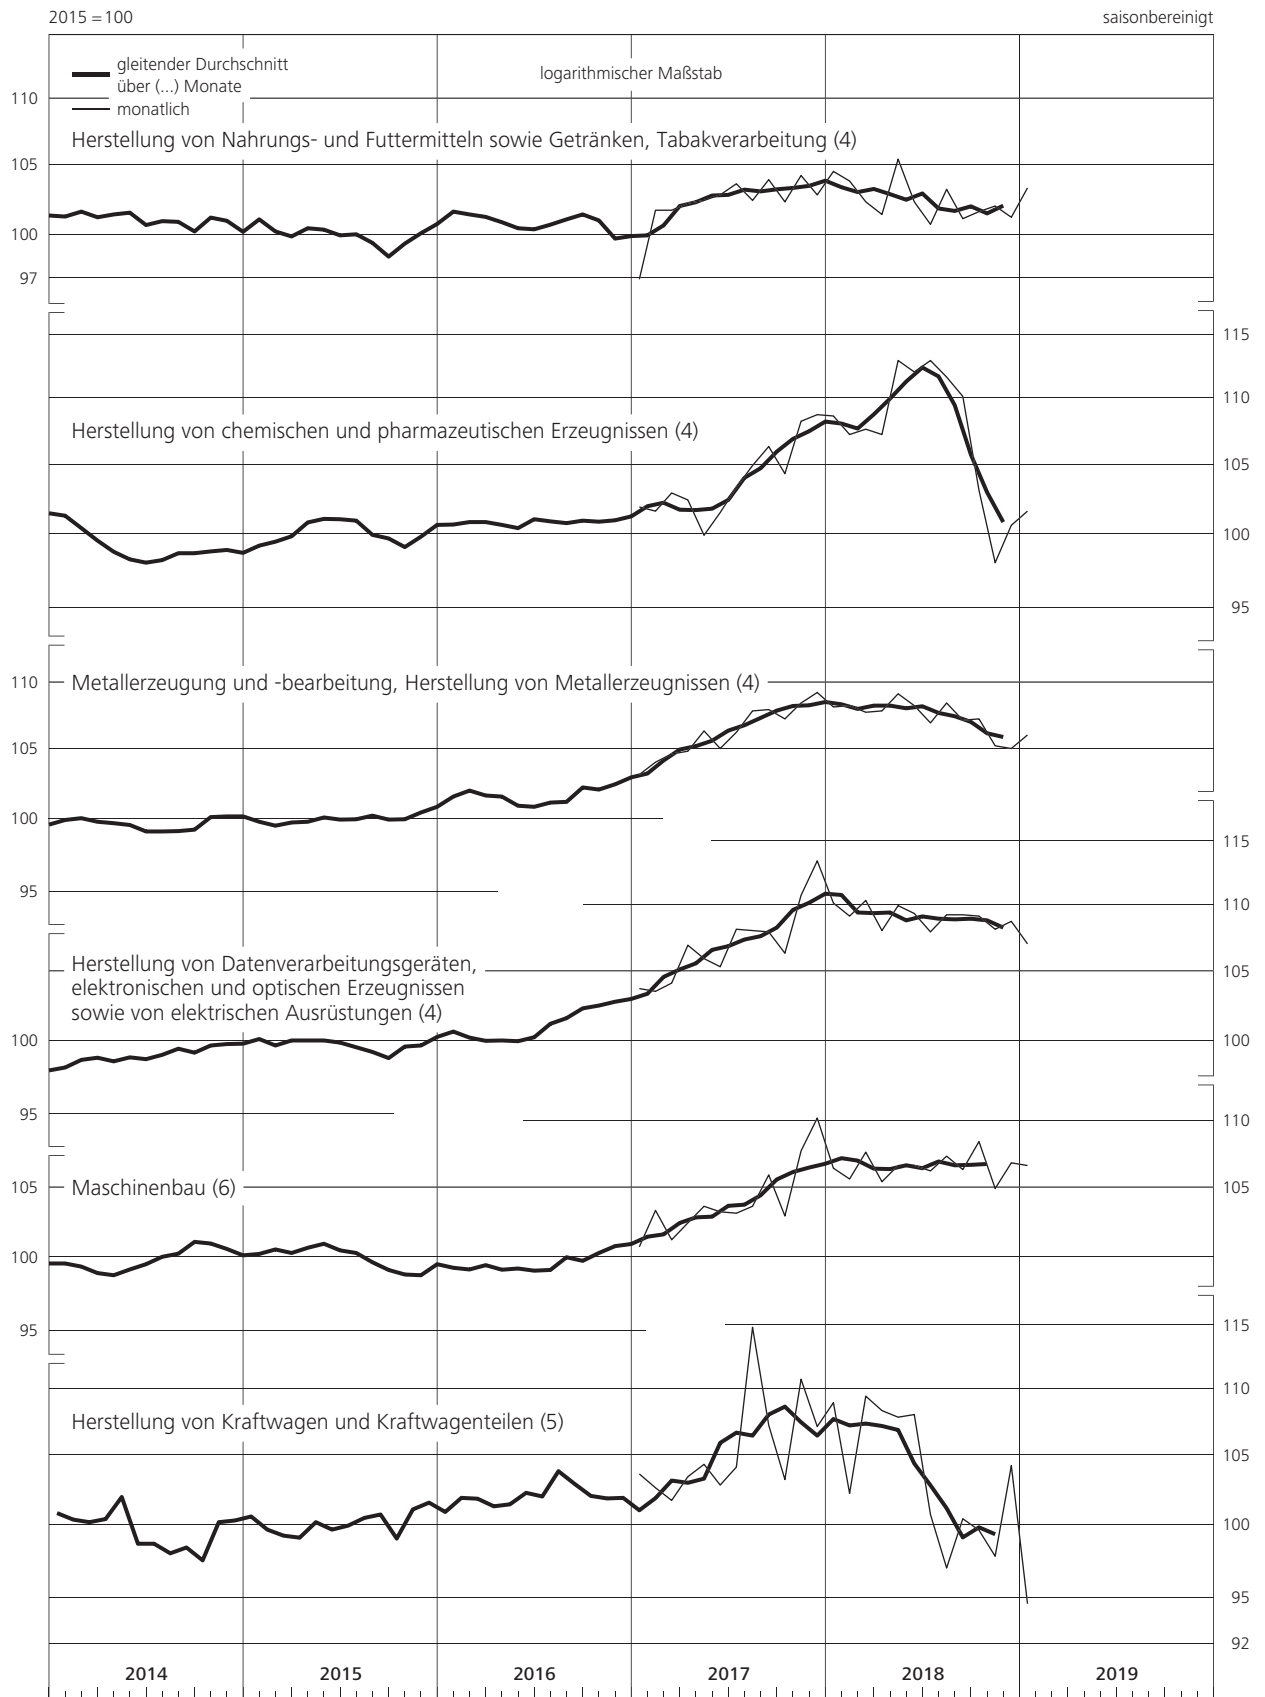 2015 = 100
saisonbereinigt
gleitender Durchschnitt
über (...) Monate
monatlich
logarithmischer Maßstab
110
Herstellung von Nahrungs- und Futtermitteln sowie Getränken, Tabakverarbeitung (4)
105
100
97
115
110
Herstellung von chemischen und pharmazeutischen Erzeugnissen (4)
105
100
95
110
Metallerzeugung und -bearbeitung, Herstellung von Metallerzeugnissen (4)
105
100
115
95
110
Herstellung von Datenverarbeitungsgeräten,
elektronischen und optischen Erzeugnissen
sowie von elektrischen Ausrüstungen (4)
105
100
100
95
110
105
Maschinenbau (6)
105
100
95
115
110
Herstellung von Kraftwagen und Kraftwagenteilen (5)
105
100
95
92
2014 2015 2016 2017 2018 2019